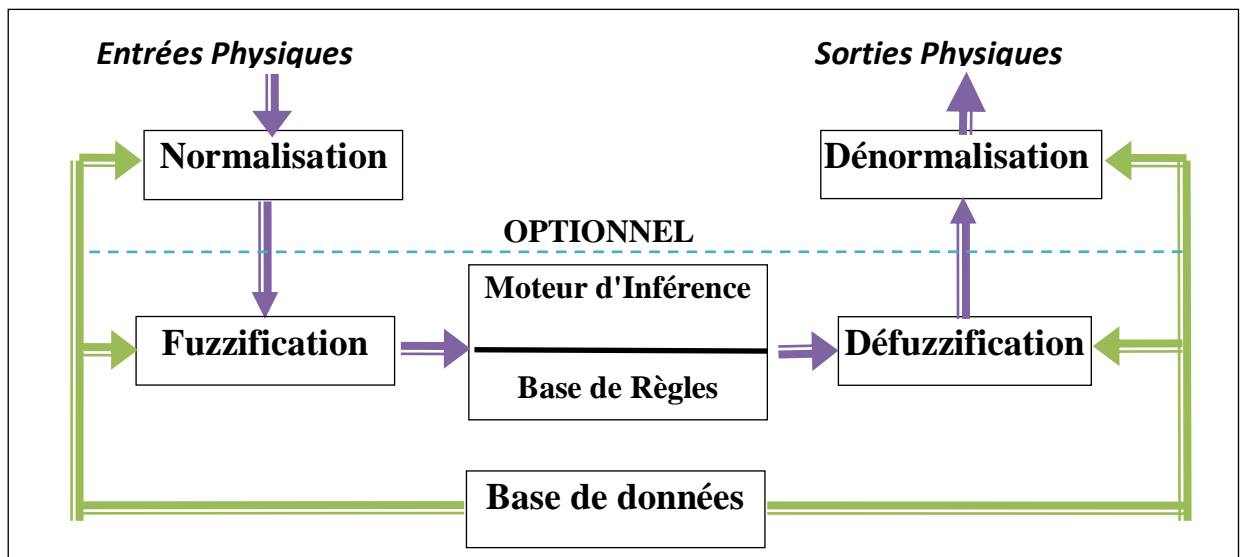 Entrées Physiques
Sorties Physiques
Normalisation
Dénormalisation
OPTIONNEL
Moteur d'Inférence
Fuzzification
Défuzzification
Base de Règles
Base de données